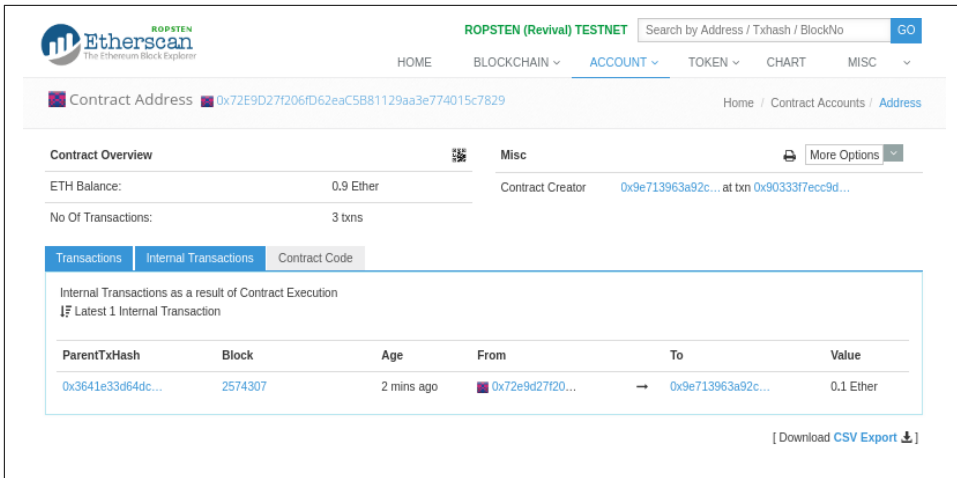 ROPSTEN
Etherscan
The Ethereum Block Explorer
ROPSTEN (Revival) TESTNET
Search by Address / Txhash / BlockNo
GO
HOME BLOCKCHAIN ACCOUNT TOKEN CHART MISC
Contract Address 0x72E9D27f206fD62eaC5B81129aa3e774015c7829
Home / Contract Accounts / Address
Contract Overview
ETH Balance: 0.9 Ether
No Of Transactions: 3 txns
Misc More Options
Contract Creator 0x9e713963a92c... at txn 0x90333f7ecc9d...
Transactions Internal Transactions Contract Code
Internal Transactions as a result of Contract Execution
Latest 1 Internal Transaction
ParentTxHash Block Age From To Value
0x3641e33d64dc... 2574307 2 mins ago 0x72e9d27f20... → 0x9e713963a92c... 0.1 Ether
[ Download CSV Export ]